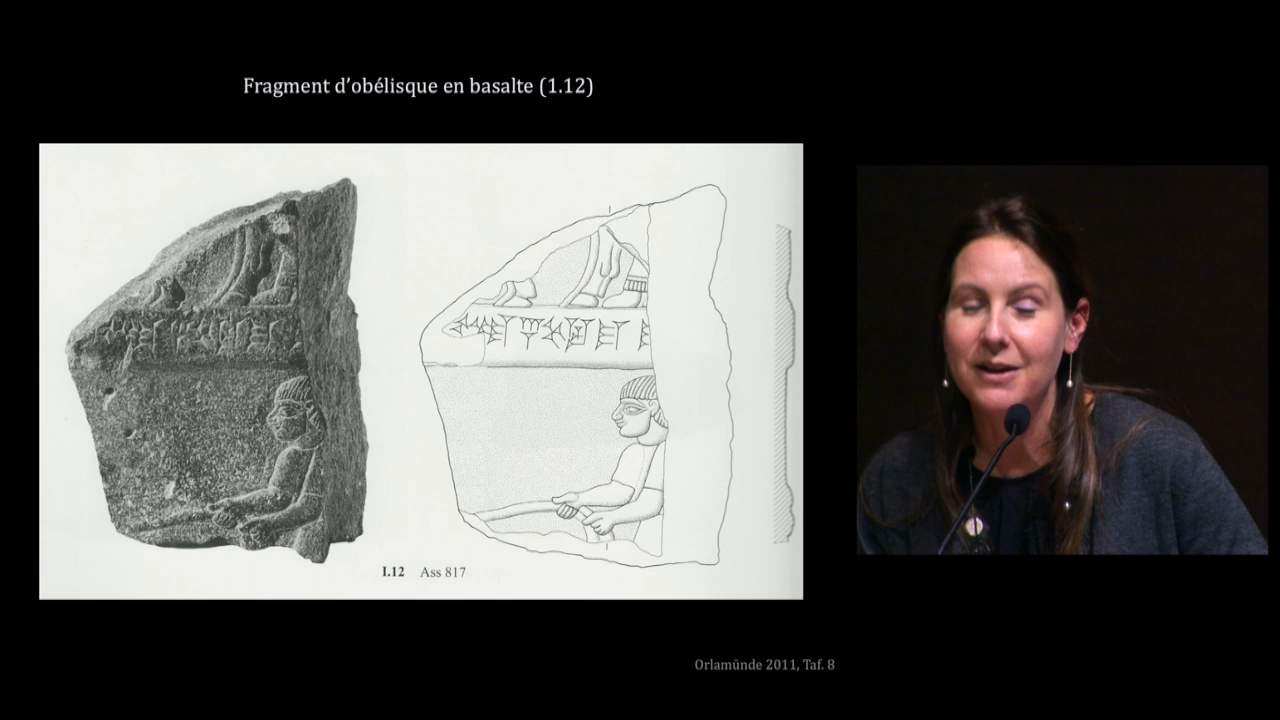 Fragment d’obélisque en basalte (1.12)
I.12 Ass 817
Orlamünde 2011, Taf. 8